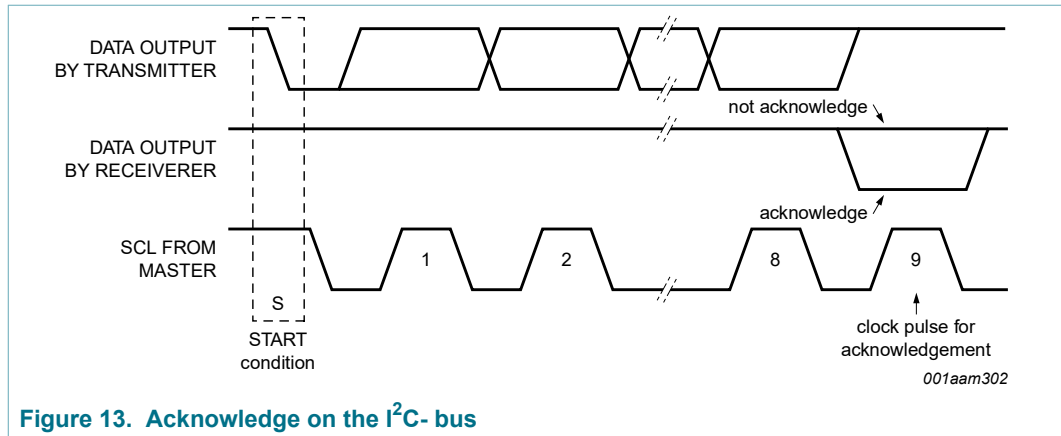 DATA OUTPUT
BY TRANSMITTER
not acknowledge
DATA OUTPUT
BY RECEIVERER
acknowledge
SCL FROM
MASTER
1
2
8
9
S
START
condition
clock pulse for
acknowledgement
001aam302
Figure 13. Acknowledge on the I²C- bus